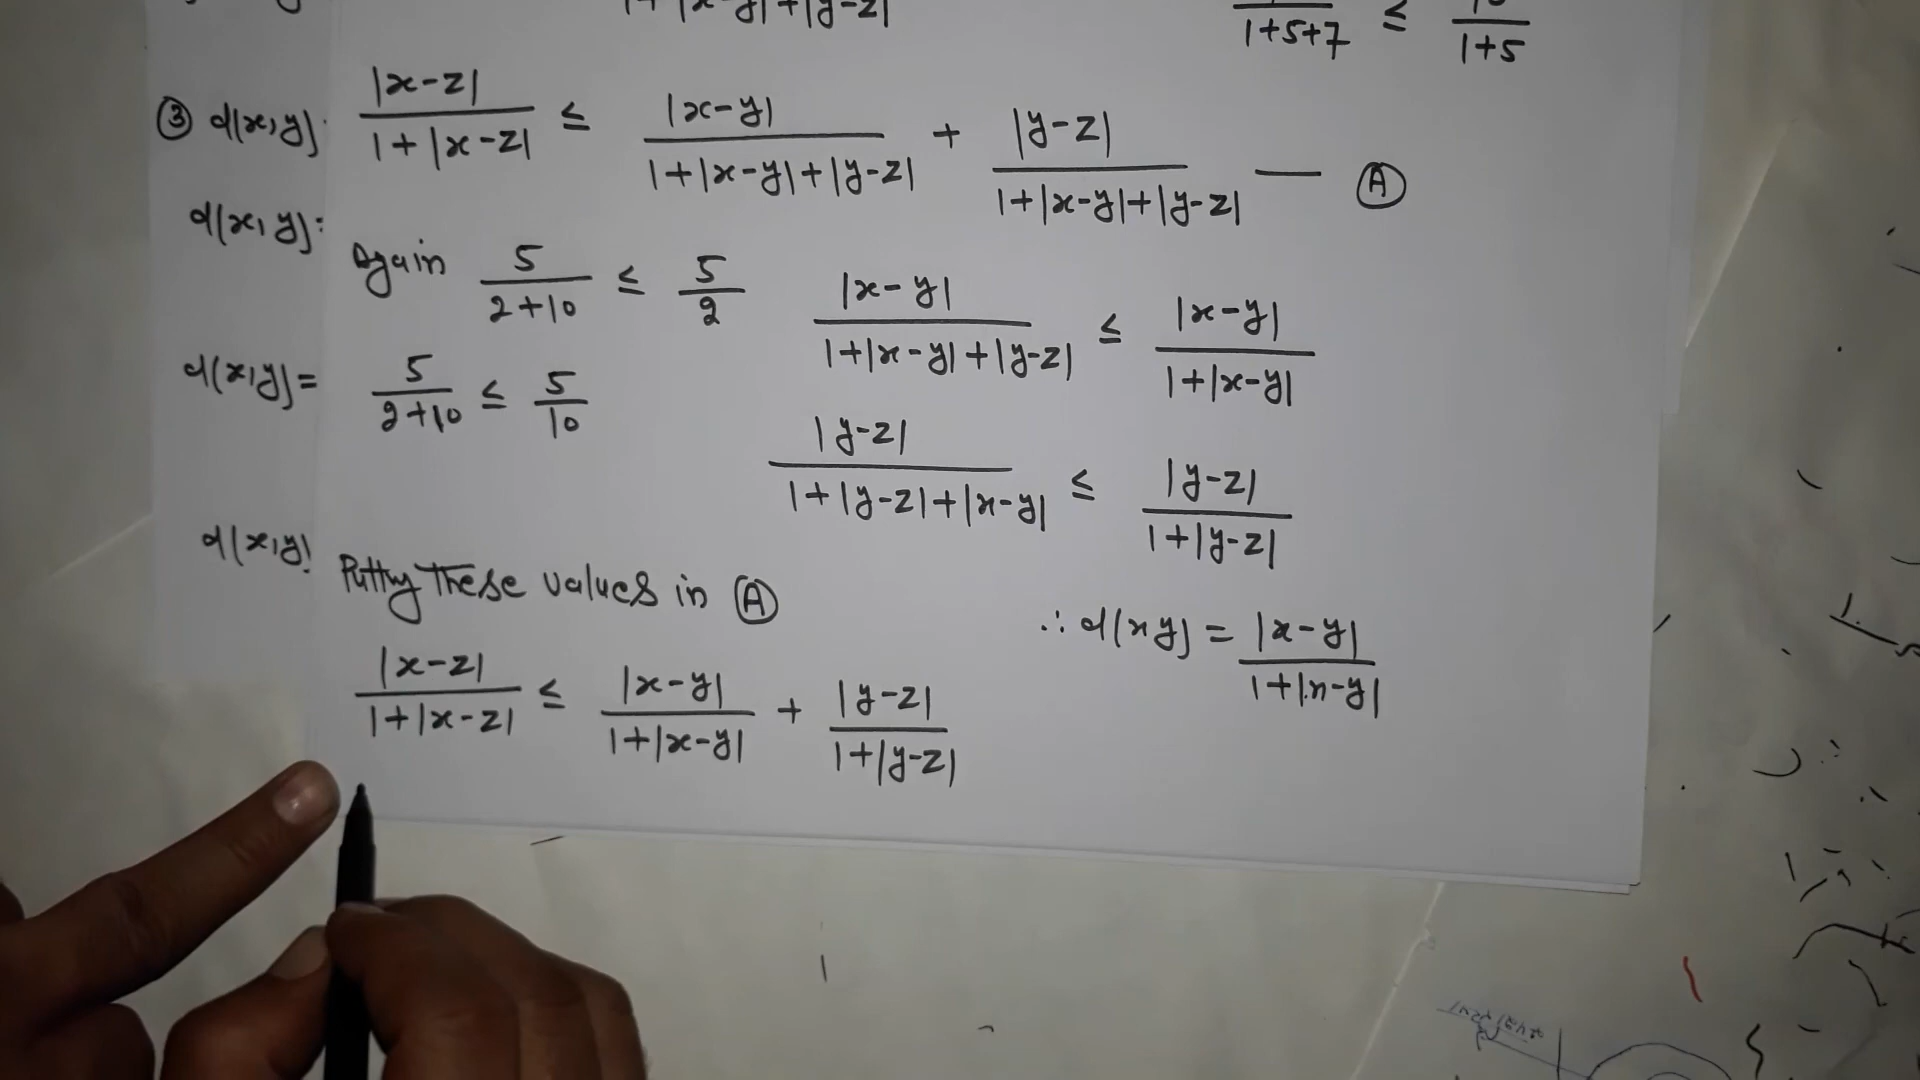 1+|x-y|+|y-z|
1+5+7 ≤ 10/1+5
③ d(x,y) |x-z|/1+|x-z| ≤ |x-y|/1+|x-y|+|y-z| + |y-z|/1+|x-y|+|y-z| — Ⓐ
d(x,y):
Again 5/2+10 ≤ 5/2 |x-y|/1+|x-y|+|y-z| ≤ |x-y|/1+|x-y|
d(x,y)= 5/2+10 ≤ 5/10
|y-z|/1+|y-z|+|x-y| ≤ |y-z|/1+|y-z|
d(x,y)
Putting These values in Ⓐ
∴ d(x y) = |x-y|/1+|x-y|
|x-z|/1+|x-z| ≤ |x-y|/1+|x-y| + |y-z|/1+|y-z|